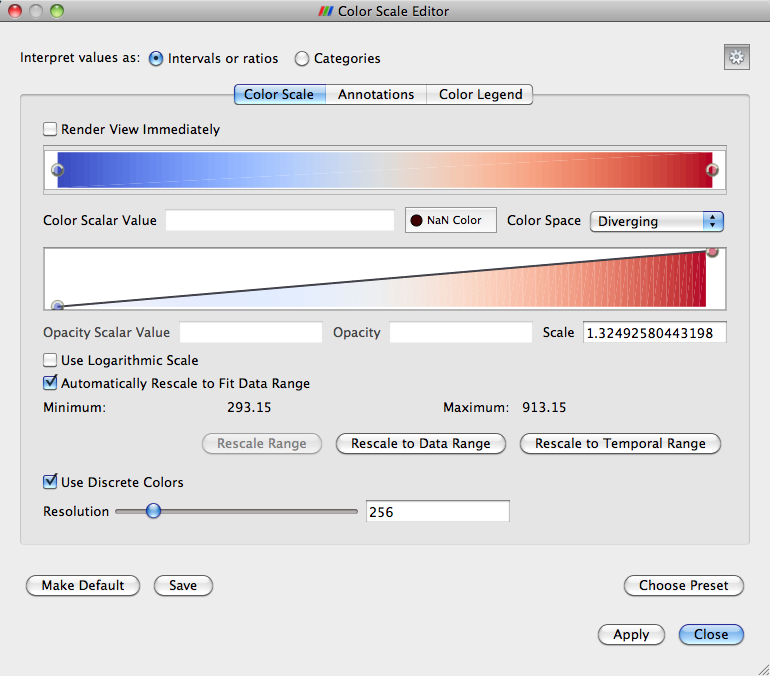 Color Scale Editor
Interpret values as: Intervals or ratios Categories
Color Scale Annotations Color Legend
Render View Immediately
Color Scalar Value NaN Color Color Space Diverging
Opacity Scalar Value Opacity Scale 1.32492580443198
Use Logarithmic Scale
Automatically Rescale to Fit Data Range
Minimum: 293.15 Maximum: 913.15
Rescale Range Rescale to Data Range Rescale to Temporal Range
Use Discrete Colors
Resolution 256
Make Default Save Choose Preset
Apply Close